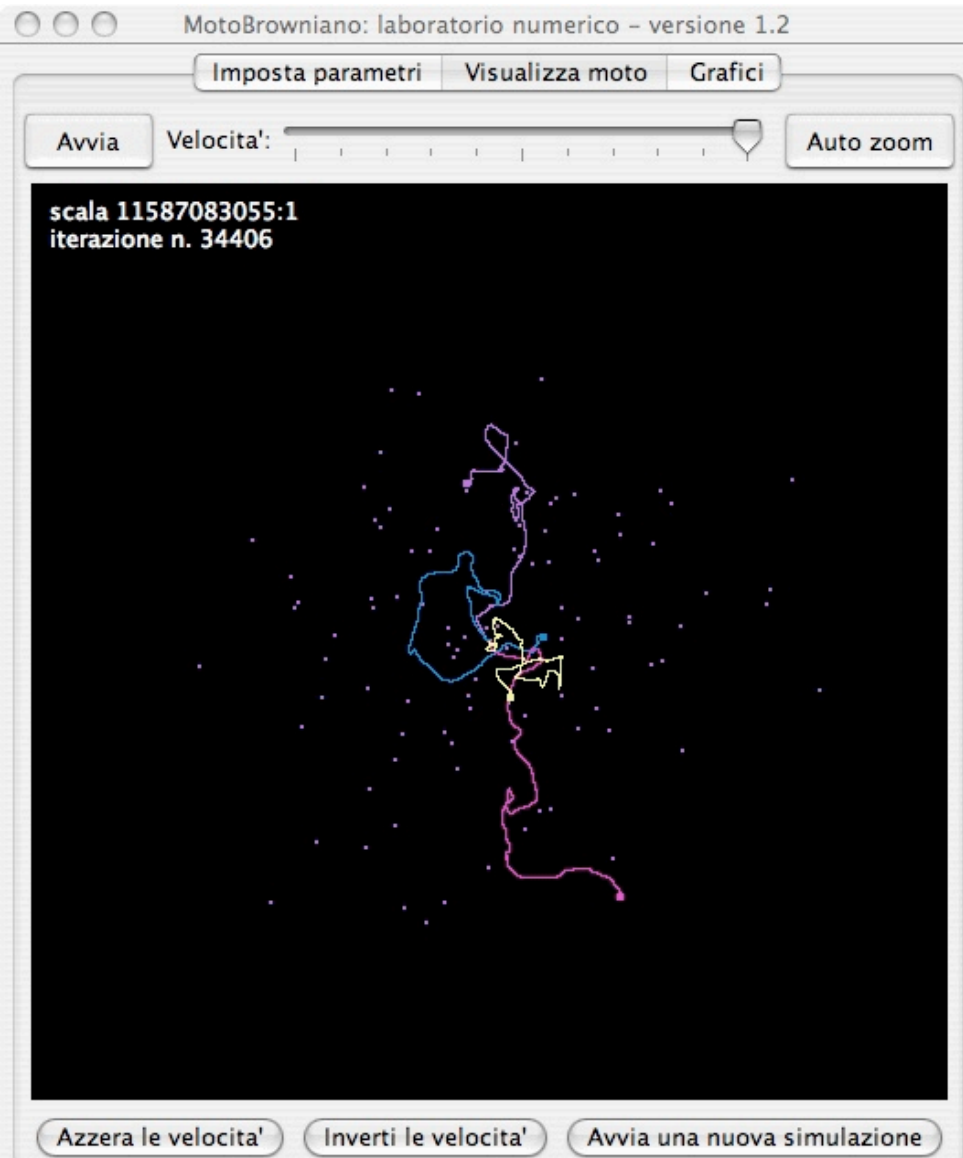 MotoBrowniano: laboratorio numerico – versione 1.2
Imposta parametri Visualizza moto Grafici
Avvia Velocita': Auto zoom
scala 11587083055:1
iterazione n. 34406
Azzera le velocita' Inverti le velocita' Avvia una nuova simulazione